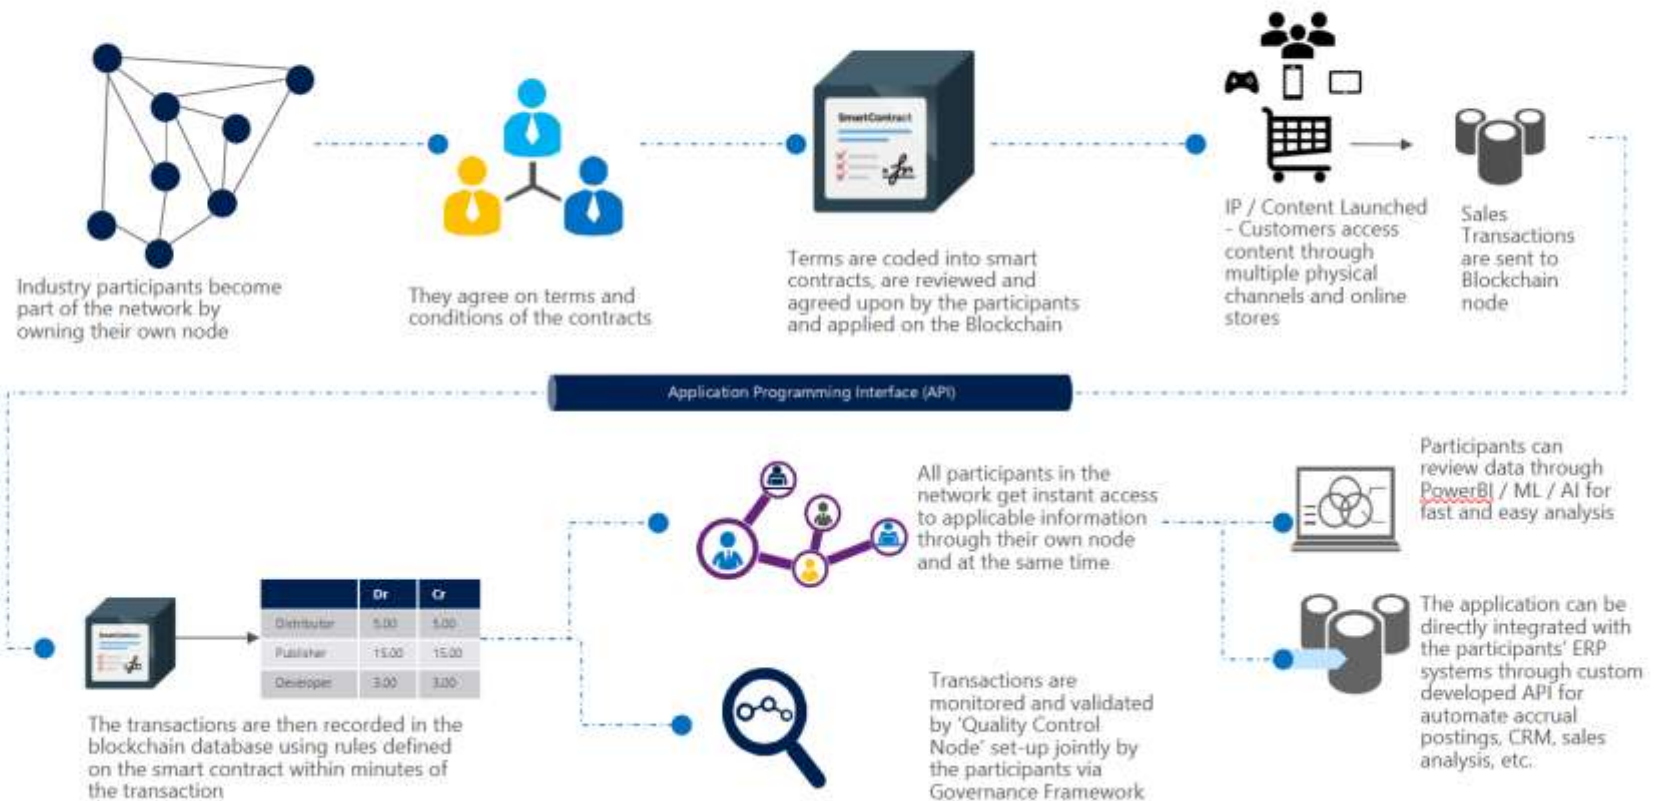 Industry participants become
part of the network by
owning their own node
They agree on terms and
conditions of the contracts
SmartContract
Terms are coded into smart
contracts, are reviewed and
agreed upon by the participants
and applied on the Blockchain
IP / Content Launched
- Customers access
content through
multiple physical
channels and online
stores
Sales
Transactions
are sent to
Blockchain
node
Application Programming Interface (API)
SmartContract
Dr Cr
Distributor 5.00 5.00
Publisher 15.00 15.00
Developer 3.00 3.00
The transactions are then recorded in the
blockchain database using rules defined
on the smart contract within minutes of
the transaction
All participants in the
network get instant access
to applicable information
through their own node
and at the same time
Transactions are
monitored and validated
by 'Quality Control
Node' set-up jointly by
the participants via
Governance Framework
Participants can
review data through
PowerBI / ML / AI for
fast and easy analysis
The application can be
directly integrated with
the participants' ERP
systems through custom
developed API for
automate accrual
postings, CRM, sales
analysis, etc.